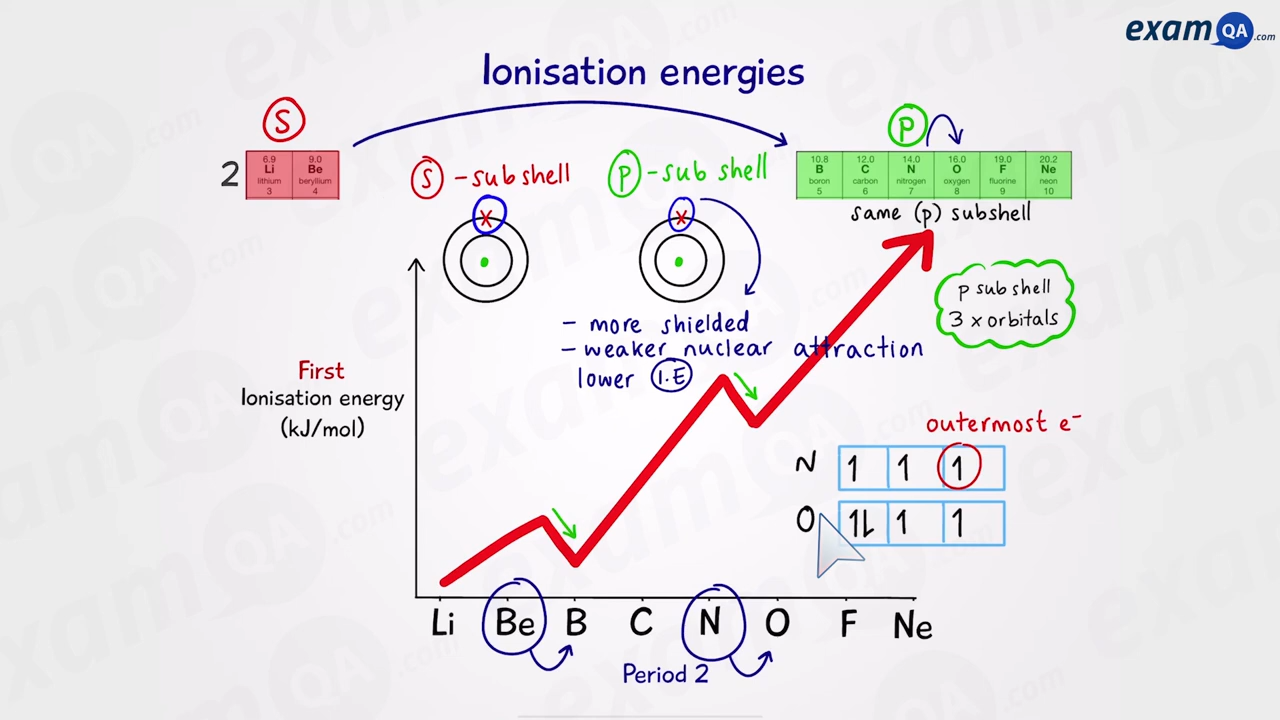 examQA.com
Ionisation energies
S
P
2
6.9 9.0
Li Be
lithium beryllium
3 4
S -subshell
P -sub shell
10.8 12.0 14.0 16.0 19.0 20.2
B C N O F Ne
boron carbon nitrogen oxygen fluorine neon
5 6 7 8 9 10
same (p) subshell
x
x
p subshell
3 x orbitals
- more shielded
- weaker nuclear attraction
lower I.E
First
Ionisation energy
(kJ/mol)
outermost e-
N 1 1 1
O 1L 1 1
Li Be B C N O F Ne
Period 2